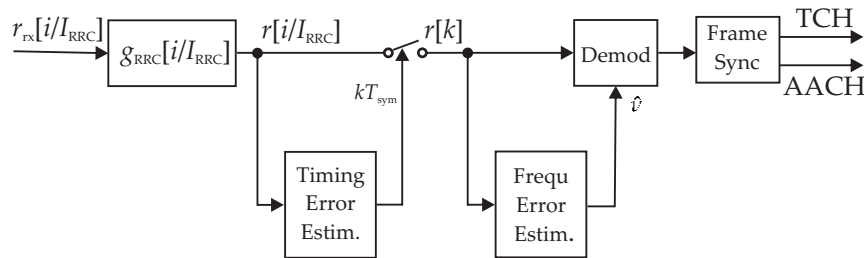 r_rx[i/I_RRC]
g_RRC[i/I_RRC]
r[i/I_RRC]
r[k]
kT_sym
Timing
Error
Estim.
Frequ
Error
Estim.
Demod
ν̂
Frame
Sync
TCH
AACH